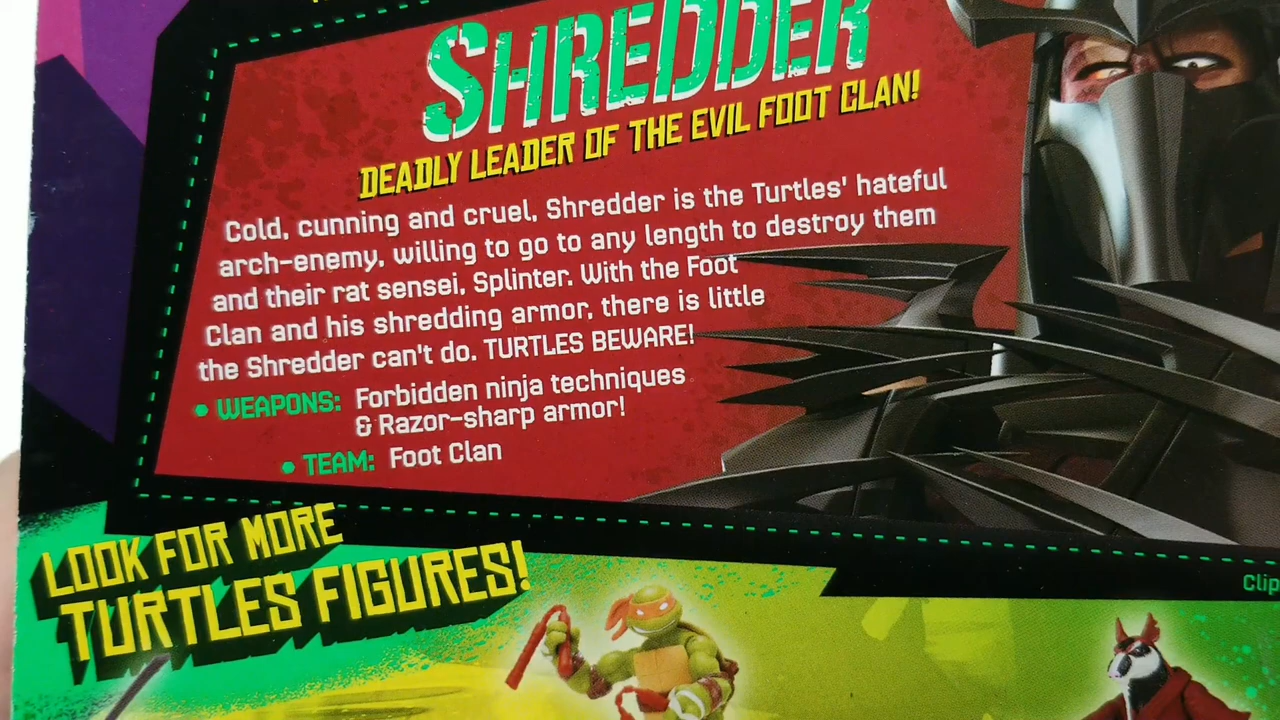 SHREDDER
DEADLY LEADER OF THE EVIL FOOT CLAN!
Cold, cunning and cruel, Shredder is the Turtles' hateful
arch-enemy, willing to go to any length to destroy them
and their rat sensei, Splinter. With the Foot
Clan and his shredding armor, there is little
the Shredder can't do. TURTLES BEWARE!
• WEAPONS: Forbidden ninja techniques
& Razor-sharp armor!
• TEAM: Foot Clan
LOOK FOR MORE
TURTLES FIGURES!
Clip